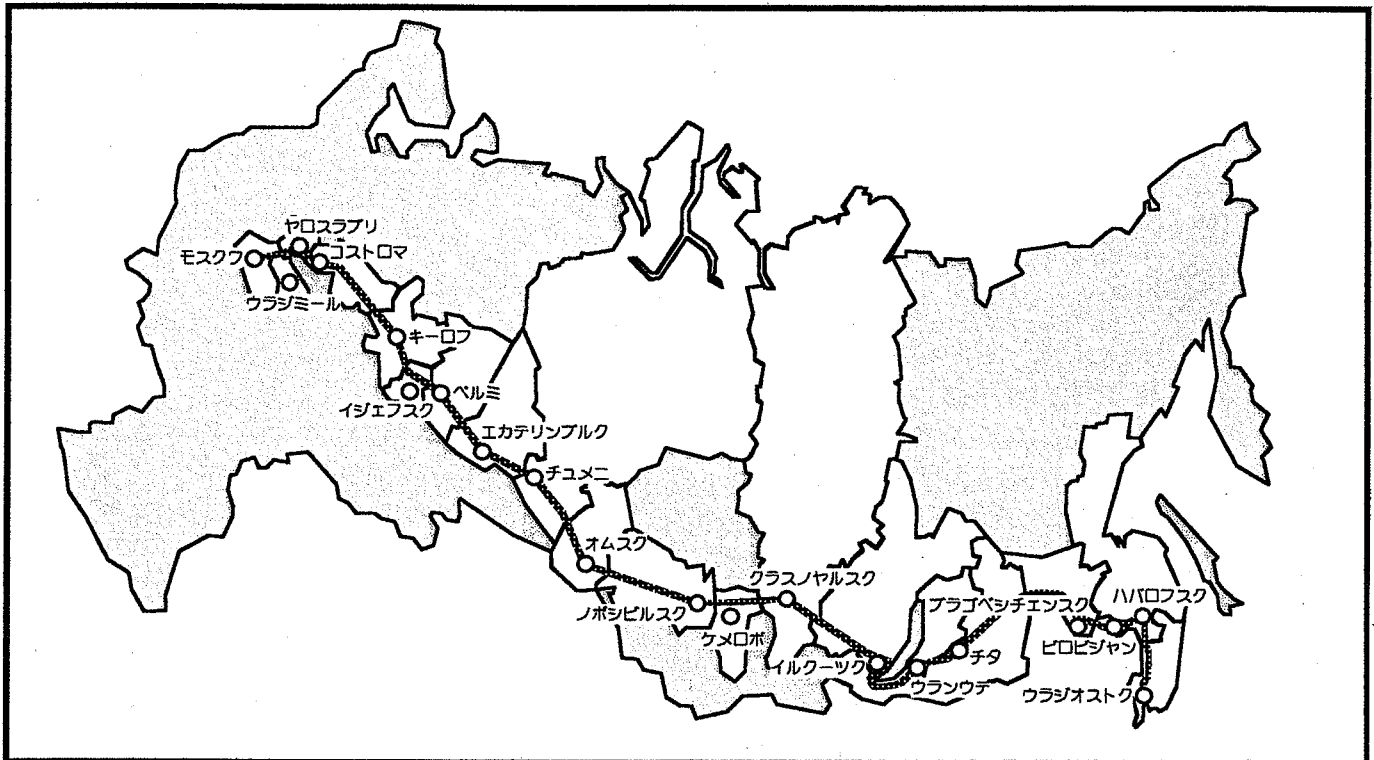 ヤロスラブリ
モスクワ
コストロマ
ウラジミール
キーロフ
ペルミ
イジェフスク
エカテリンブルク
チュメニ
オムスク
クラスノヤルスク
ノボシビルスク
ケメロボ
ブラゴベシチェンスク
ハバロフスク
ビロビジャン
イルクーツク
チタ
ウランウデ
ウラジオストク